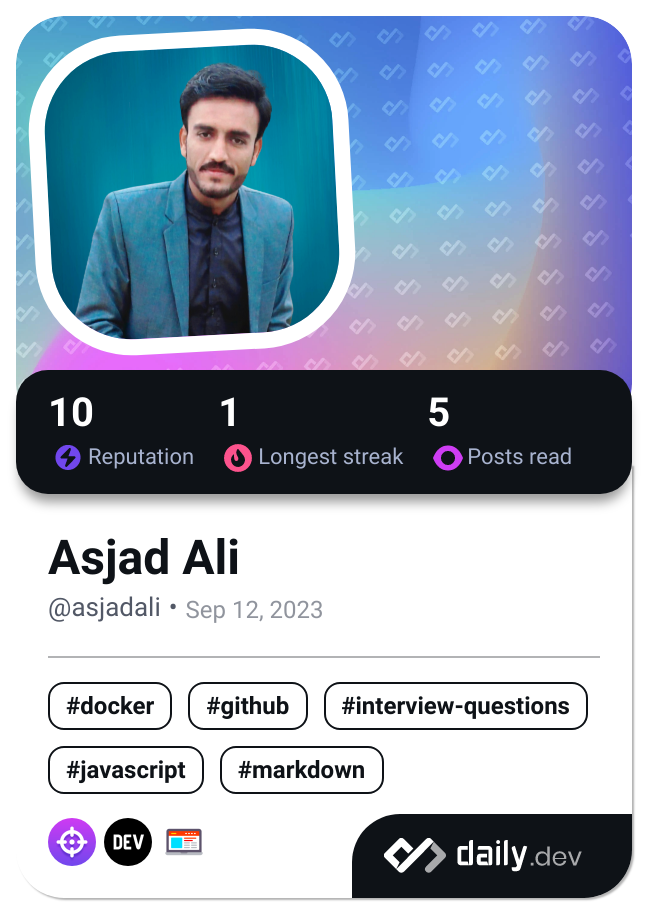 10 1 5
Reputation Longest streak Posts read
Asjad Ali
@asjadali • Sep 12, 2023
#docker #github #interview-questions
#javascript #markdown
DEV
daily.dev